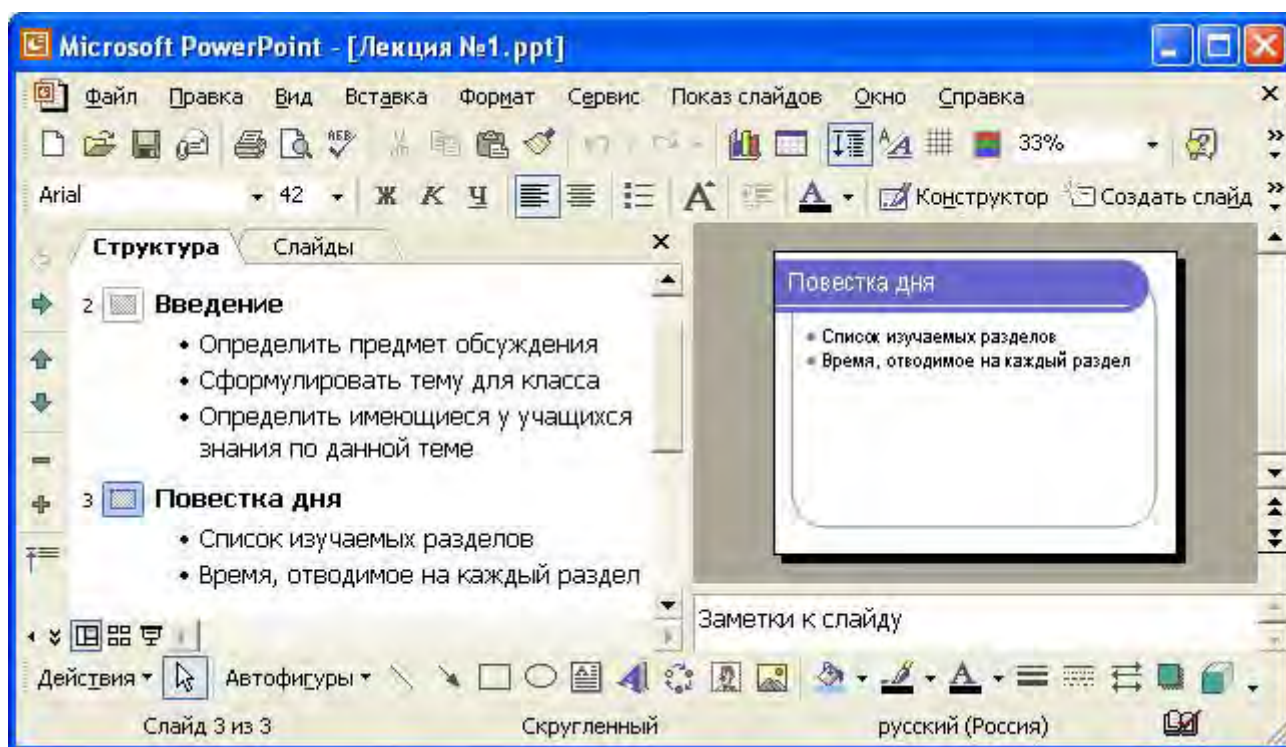 Microsoft PowerPoint - [Лекция №1.ppt]
Файл Правка Вид Вставка Формат Сервис Показ слайдов Окно Справка
33%
Arial 42 Ж К Ч Конструктор Создать слайд
Структура Слайды
2 Введение
• Определить предмет обсуждения
• Сформулировать тему для класса
• Определить имеющиеся у учащихся
знания по данной теме
3 Повестка дня
• Список изучаемых разделов
• Время, отводимое на каждый раздел
Повестка дня
• Список изучаемых разделов
• Время, отводимое на каждый раздел
Заметки к слайду
Действия Автофигуры
Слайд 3 из 3 Скругленный русский (Россия)